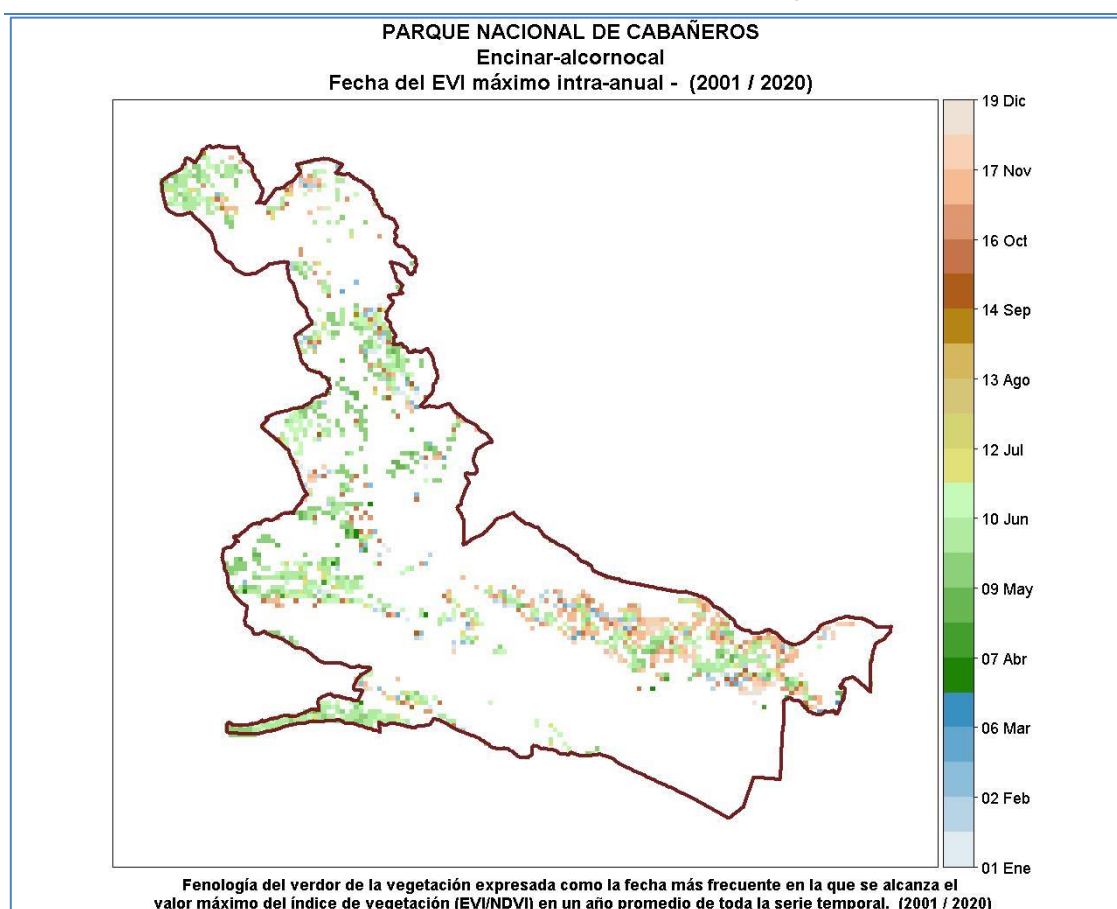 PARQUE NACIONAL DE CABAÑEROS
Encinar-alcornocal
Fecha del EVI máximo intra-anual - (2001 / 2020)
19 Dic
17 Nov
16 Oct
14 Sep
13 Ago
12 Jul
10 Jun
09 May
07 Abr
06 Mar
02 Feb
01 Ene
Fenología del verdor de la vegetación expresada como la fecha más frecuente en la que se alcanza el
valor máximo del índice de vegetación (EVI/NDVI) en un año promedio de toda la serie temporal. (2001 / 2020)